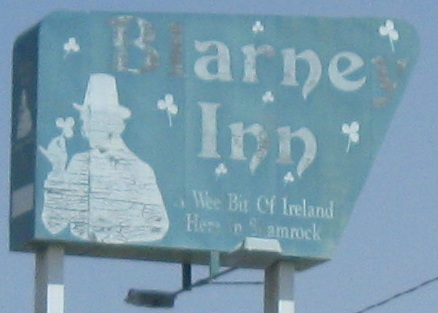 Blarney
Inn
A Wee Bit Of Ireland
Here in Shamrock